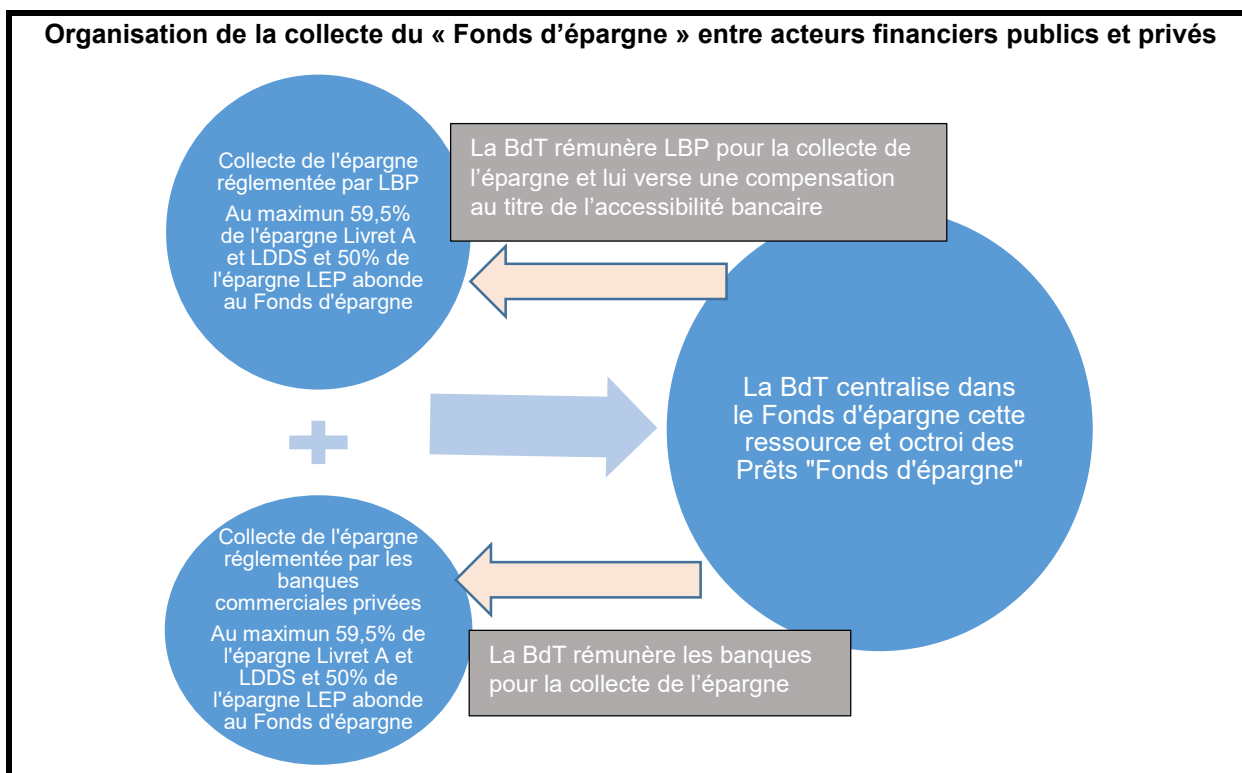 Organisation de la collecte du « Fonds d’épargne » entre acteurs financiers publics et privés
Collecte de l'épargne
réglementée par LBP
Au maximun 59,5%
de l'épargne Livret A
et LDDS et 50% de
l'épargne LEP abonde
au Fonds d'épargne
La BdT rémunère LBP pour la collecte de
l’épargne et lui verse une compensation
au titre de l’accessibilité bancaire
La BdT centralise dans
le Fonds d'épargne cette
ressource et octroi des
Prêts "Fonds d'épargne"
Collecte de l'épargne
réglementée par les
banques
commerciales privées
Au maximun 59,5% de
l'épargne Livret A et
LDDS et 50% de
l'épargne LEP abonde
au Fonds d'épargne
La BdT rémunère les banques
pour la collecte de l’épargne